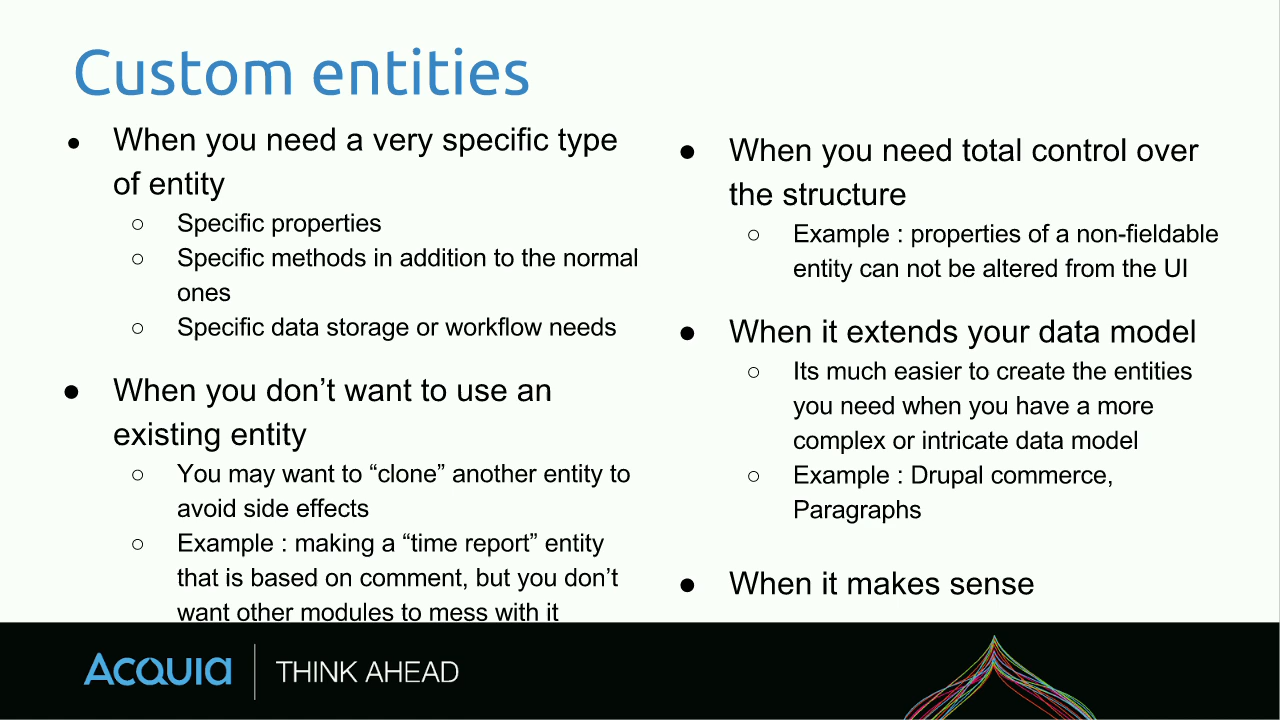 Custom entities
● When you need a very specific type
of entity
○ Specific properties
○ Specific methods in addition to the normal
ones
○ Specific data storage or workflow needs
● When you don’t want to use an
existing entity
○ You may want to “clone” another entity to
avoid side effects
○ Example : making a “time report” entity
that is based on comment, but you don’t
want other modules to mess with it
● When you need total control over
the structure
○ Example : properties of a non-fieldable
entity can not be altered from the UI
● When it extends your data model
○ Its much easier to create the entities
you need when you have a more
complex or intricate data model
○ Example : Drupal commerce,
Paragraphs
● When it makes sense
Acquia
THINK AHEAD